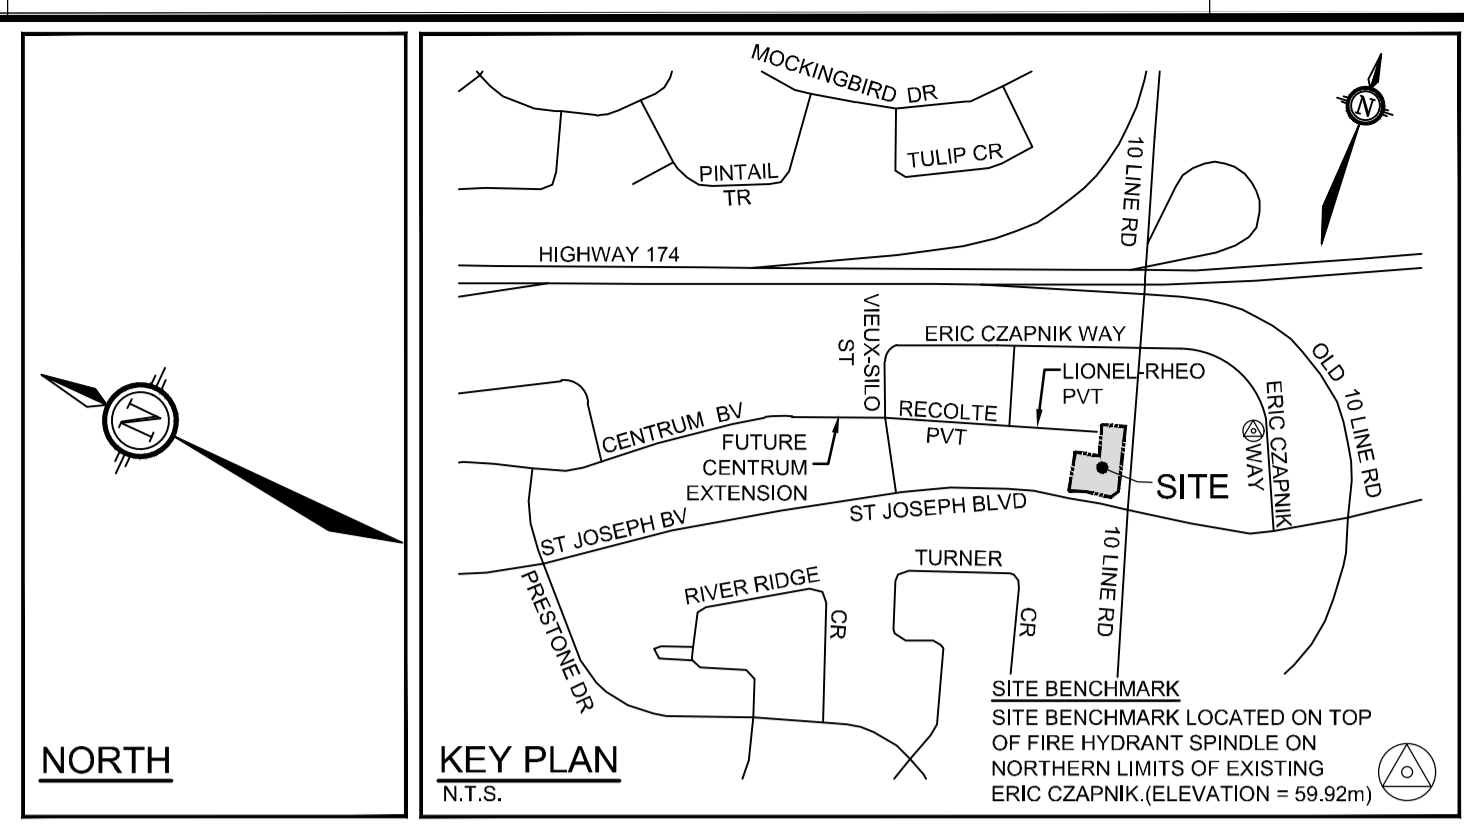 NORTH
N
KEY PLAN
N.T.S.
MOCKINGBIRD DR
PINTAIL
TR
TULIP CR
10 LINE RD
N
HIGHWAY 174
VIEUX-SILO
ST
ERIC CZAPNIK WAY
LIONEL-RHEO
PVT
OLD 10 LINE RD
ERIC CZAPNIK
WAY
CENTRUM BV
RECOLTE
PVT
FUTURE
CENTRUM
EXTENSION
SITE
ST JOSEPH BV
ST JOSEPH BLVD
10 LINE RD
PRESTONE DR
RIVER RIDGE
CR
TURNER
CR
SITE BENCHMARK
SITE BENCHMARK LOCATED ON TOP
OF FIRE HYDRANT SPINDLE ON
NORTHERN LIMITS OF EXISTING
ERIC CZAPNIK.(ELEVATION = 59.92m)